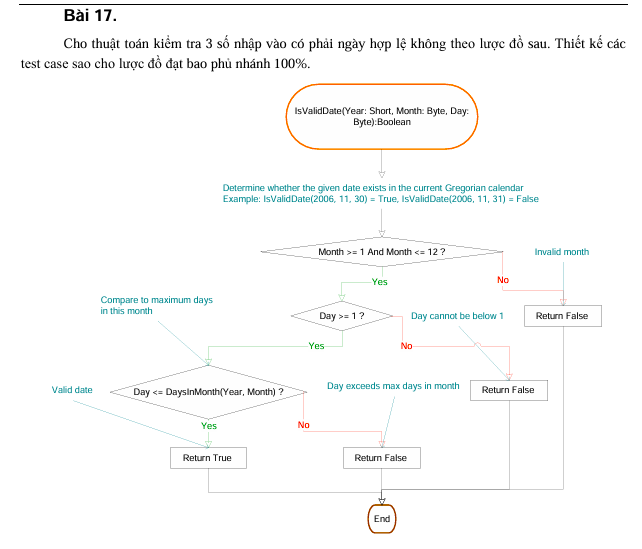 Bài 17.
Cho thuật toán kiểm tra 3 số nhập vào có phải ngày hợp lệ không theo lược đồ sau. Thiết kế các
test case sao cho lược đồ đạt bao phủ nhánh 100%.
IsValidDate(Year: Short, Month: Byte, Day:
Byte):Boolean
Determine whether the given date exists in the current Gregorian calendar
Example: IsValidDate(2006, 11, 30) = True, IsValidDate(2006, 11, 31) = False
Month >= 1 And Month <= 12 ?
Invalid month
Yes
No
Compare to maximum days
in this month
Day >= 1 ?
Day cannot be below 1
Return False
Yes
No
Valid date
Day <= DaysInMonth(Year, Month) ?
Day exceeds max days in month
Return False
Yes
No
Return True
Return False
End